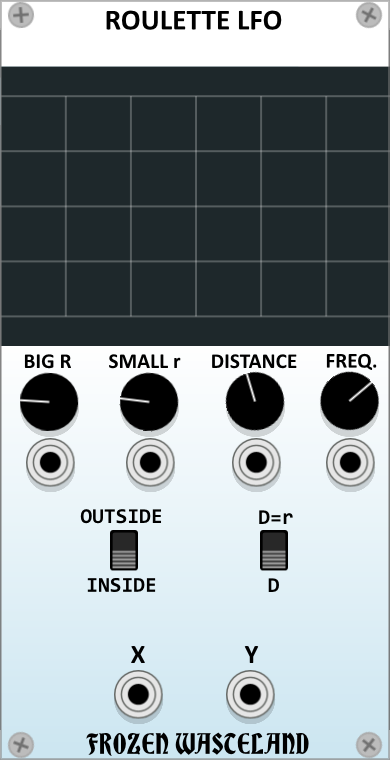 ROULETTE LFO
BIG R SMALL r DISTANCE FREQ.
OUTSIDE D=r
INSIDE D
X Y
FROZEN WASTELAND